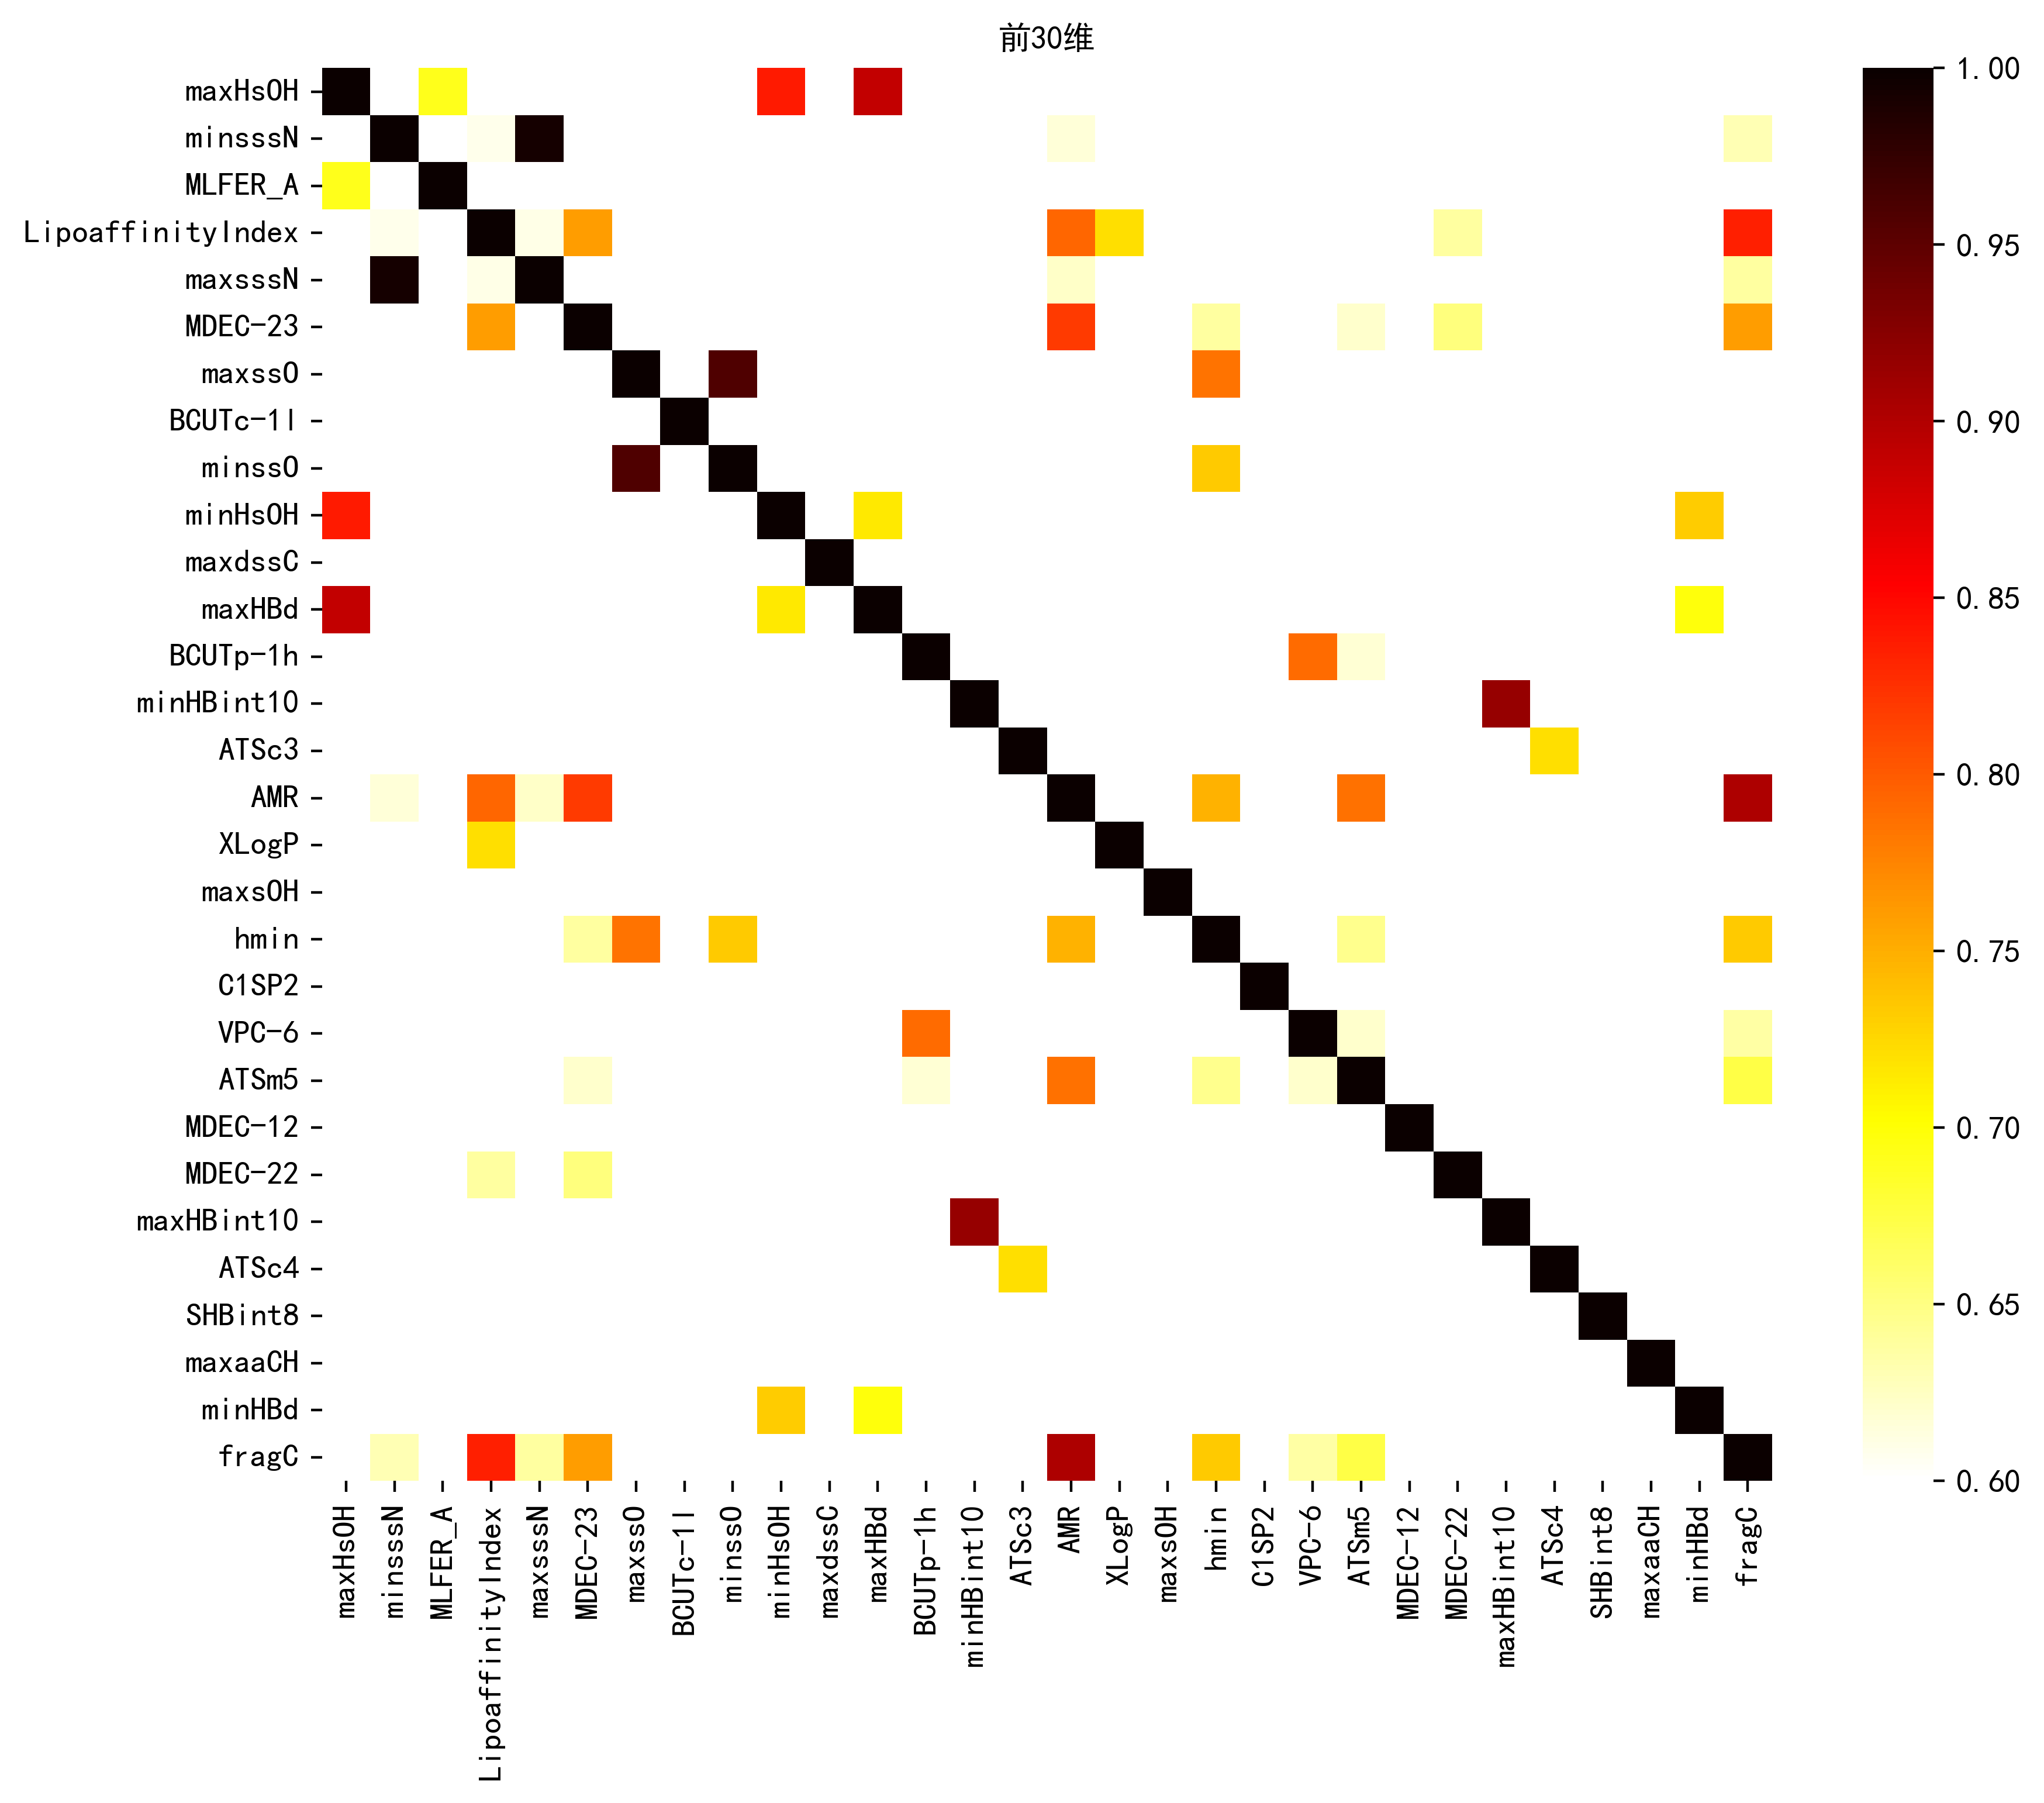 前30维
maxHsOH
minsssN
MLFER_A
LipoaffinityIndex
maxsssN
MDEC-23
maxssO
BCUTc-1l
minssO
minHsOH
maxdssC
maxHBd
BCUTp-1h
minHBint10
ATSc3
AMR
XLogP
maxsOH
hmin
C1SP2
VPC-6
ATSm5
MDEC-12
MDEC-22
maxHBint10
ATSc4
SHBint8
maxaaCH
minHBd
fragC
maxHsOH
minsssN
MLFER_A
LipoaffinityIndex
maxsssN
MDEC-23
maxssO
BCUTc-1l
minssO
minHsOH
maxdssC
maxHBd
BCUTp-1h
minHBint10
ATSc3
AMR
XLogP
maxsOH
hmin
C1SP2
VPC-6
ATSm5
MDEC-12
MDEC-22
maxHBint10
ATSc4
SHBint8
maxaaCH
minHBd
fragC
1.00
0.95
0.90
0.85
0.80
0.75
0.70
0.65
0.60